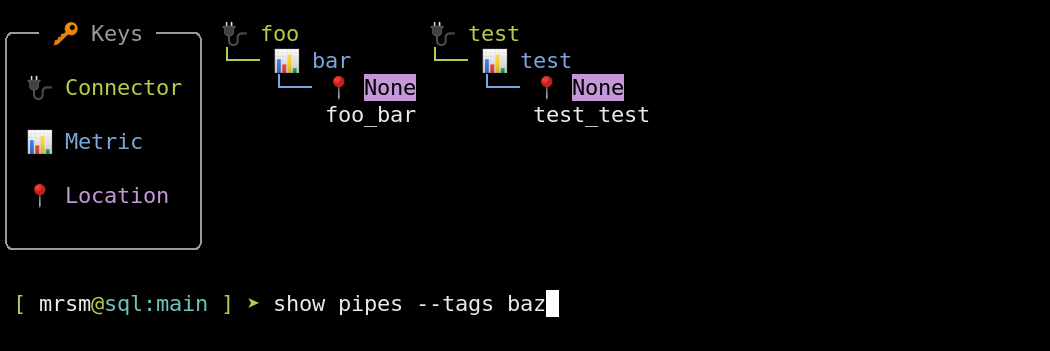 🔑 Keys
🔌 foo
🔌 test
📊 bar
📊 test
🔌 Connector
📍 None
📍 None
foo_bar
test_test
📊 Metric
📍 Location
[ mrsm@sql:main ] ➤ show pipes --tags baz